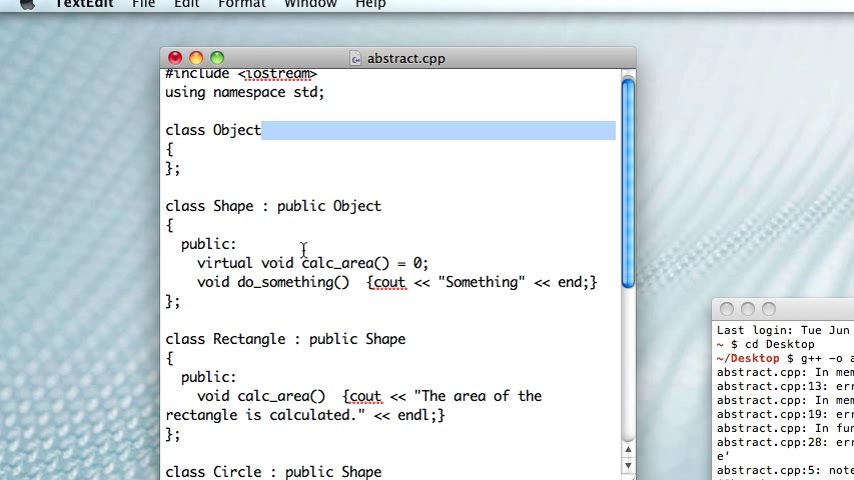 TextEdit File Edit Format Window Help
abstract.cpp
#include <iostream>
using namespace std;
class Object
{
};
class Shape : public Object
{
public:
virtual void calc_area() = 0;
void do_something() {cout << "Something" << end;}
};
class Rectangle : public Shape
{
public:
void calc_area() {cout << "The area of the
rectangle is calculated." << endl;}
};
class Circle : public Shape
Last login: Tue Jun
~ $ cd Desktop
~/Desktop $ g++ -o a
abstract.cpp: In mem
abstract.cpp:13: err
abstract.cpp: In mem
abstract.cpp:19: err
abstract.cpp: In fun
abstract.cpp:28: err
e'
abstract.cpp:5: note